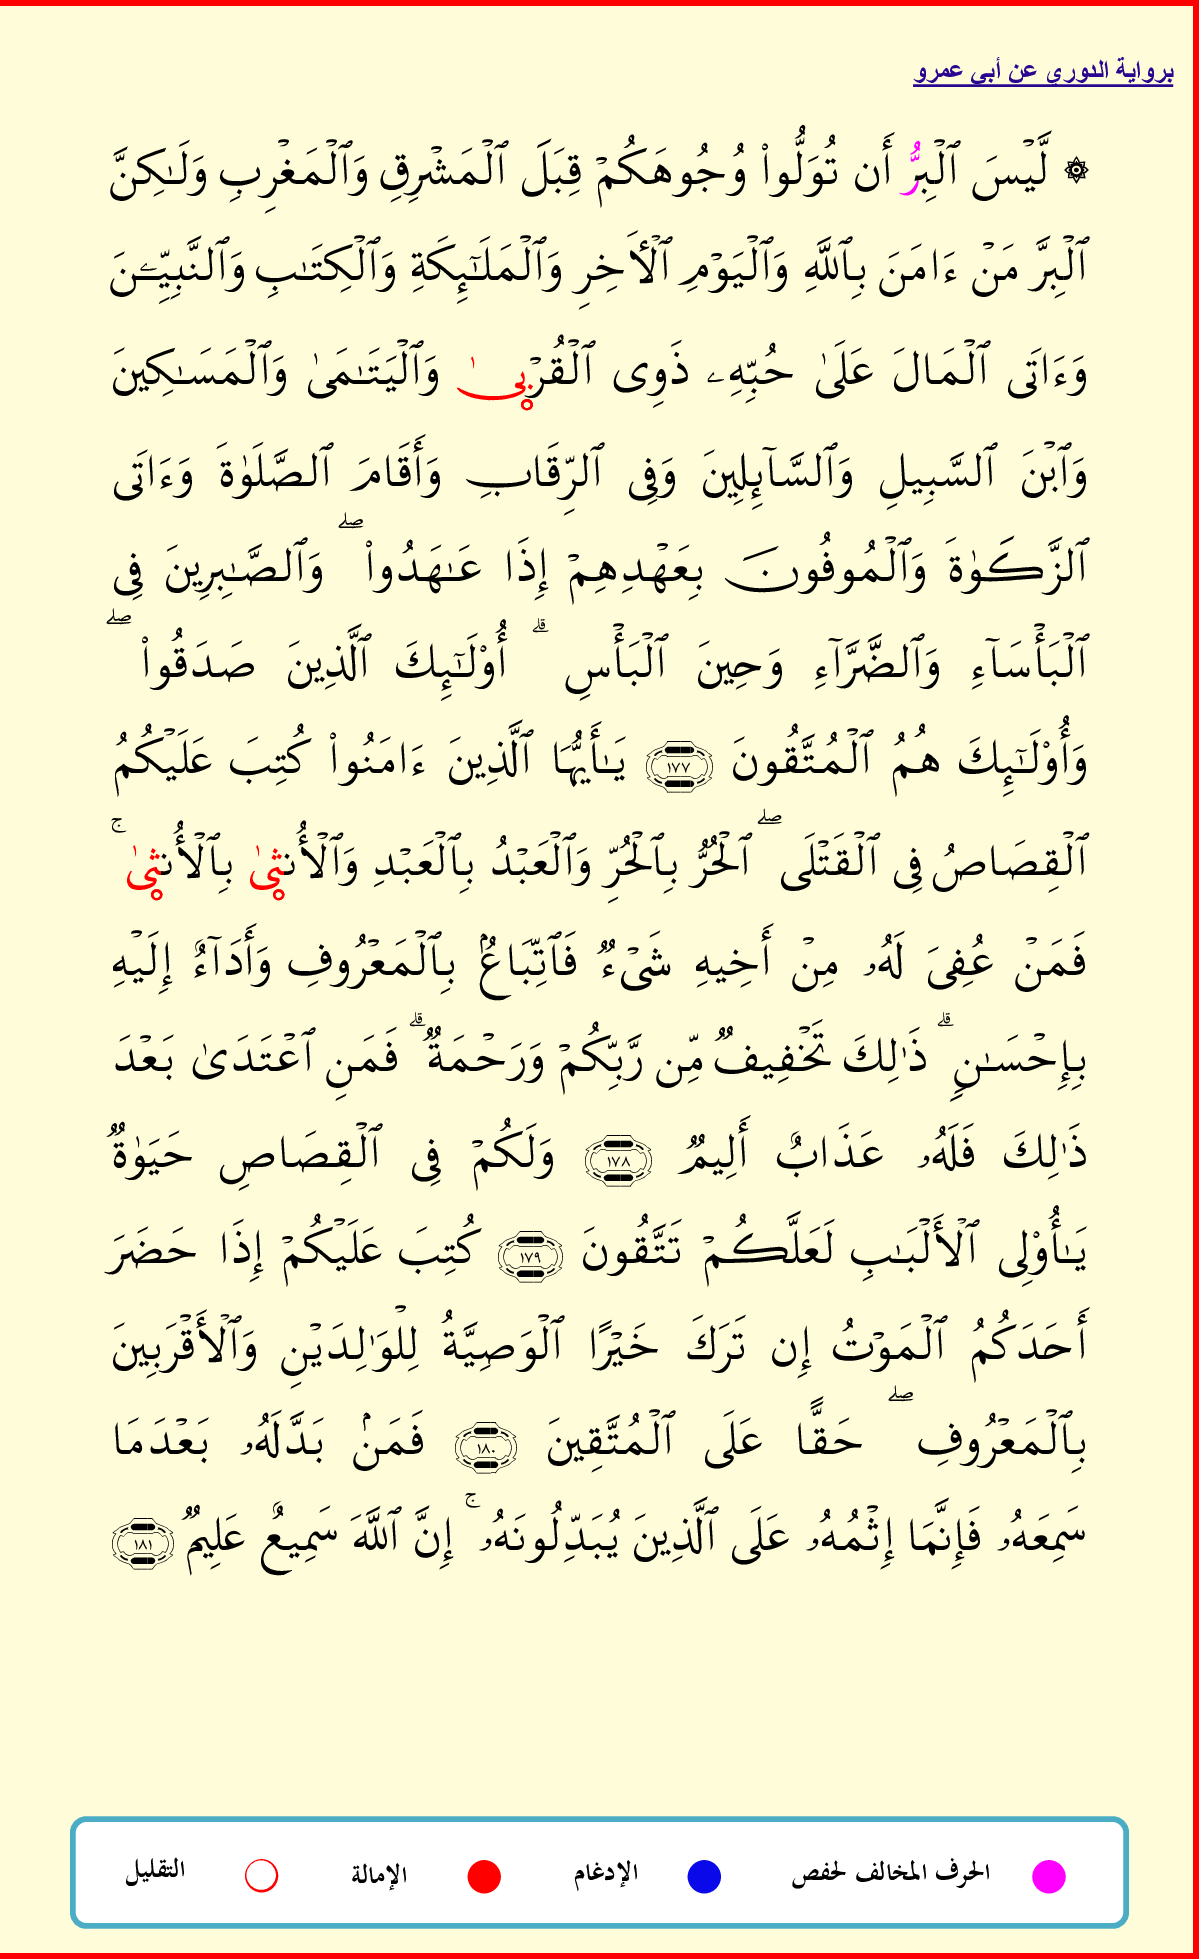 برواية الدوري عن أبي عمرو
۞ لَّيْسَ ٱلْبِرُّ أَن تُوَلُّوا۟ وُجُوهَكُمْ قِبَلَ ٱلْمَشْرِقِ وَٱلْمَغْرِبِ وَلَـٰكِنَّ
ٱلْبِرَّ مَنْ ءَامَنَ بِٱللَّهِ وَٱلْيَوْمِ ٱلْأَخِرِ وَٱلْمَلَـٰٓئِكَةِ وَٱلْكِتَـٰبِ وَٱلنَّبِيِّـۧنَ
وَءَاتَى ٱلْمَالَ عَلَىٰ حُبِّهِۦ ذَوِى ٱلْقُرْبىٰ وَٱلْيَتَـٰمَىٰ وَٱلْمَسَـٰكِينَ
وَٱبْنَ ٱلسَّبِيلِ وَٱلسَّآئِلِينَ وَفِى ٱلرِّقَابِ وَأَقَامَ ٱلصَّلَوٰةَ وَءَاتَى
ٱلزَّكَوٰةَ وَٱلْمُوفُونَ بِعَهْدِهِمْ إِذَا عَـٰهَدُوا۟ ۖ وَٱلصَّـٰبِرِينَ فِى
ٱلْبَأْسَآءِ وَٱلضَّرَّآءِ وَحِينَ ٱلْبَأْسِ ۗ أُو۟لَـٰٓئِكَ ٱلَّذِينَ صَدَقُوا۟ ۖ
وَأُو۟لَـٰٓئِكَ هُمُ ٱلْمُتَّقُونَ ١٧٧ يَـٰٓأَيُّهَا ٱلَّذِينَ ءَامَنُوا۟ كُتِبَ عَلَيْكُمُ
ٱلْقِصَاصُ فِى ٱلْقَتْلَى ۖ ٱلْحُرُّ بِٱلْحُرِّ وَٱلْعَبْدُ بِٱلْعَبْدِ وَٱلْأُنثىٰ بِٱلْأُنثىٰ ۚ
فَمَنْ عُفِىَ لَهُۥ مِنْ أَخِيهِ شَىْءٌ فَٱتِّبَاعٌۢ بِٱلْمَعْرُوفِ وَأَدَآءٌ إِلَيْهِ
بِإِحْسَـٰنٍ ۗ ذَٰلِكَ تَخْفِيفٌ مِّن رَّبِّكُمْ وَرَحْمَةٌ ۗ فَمَنِ ٱعْتَدَىٰ بَعْدَ
ذَٰلِكَ فَلَهُۥ عَذَابٌ أَلِيمٌ ١٧٨ وَلَكُمْ فِى ٱلْقِصَاصِ حَيَوٰةٌ
يَـٰٓأُو۟لِى ٱلْأَلْبَـٰبِ لَعَلَّكُمْ تَتَّقُونَ ١٧٩ كُتِبَ عَلَيْكُمْ إِذَا حَضَرَ
أَحَدَكُمُ ٱلْمَوْتُ إِن تَرَكَ خَيْرًا ٱلْوَصِيَّةُ لِلْوَٰلِدَيْنِ وَٱلْأَقْرَبِينَ
بِٱلْمَعْرُوفِ ۖ حَقًّا عَلَى ٱلْمُتَّقِينَ ١٨٠ فَمَنۢ بَدَّلَهُۥ بَعْدَمَا
سَمِعَهُۥ فَإِنَّمَا إِثْمُهُۥ عَلَى ٱلَّذِينَ يُبَدِّلُونَهُۥ ۚ إِنَّ ٱللَّهَ سَمِيعٌ عَلِيمٌ ١٨١
الحرف المخالف لحفص الإدغام الإمالة التقليل